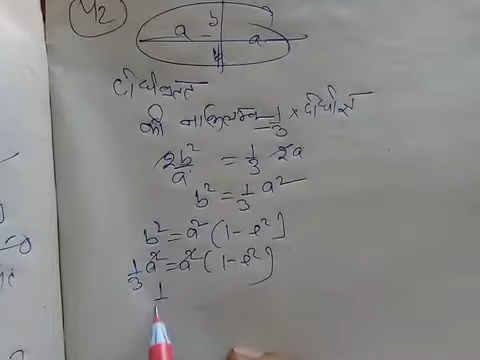 42
a b a
दीर्घवृत्त
की नाभिलम्ब = 1/3 × दीर्घाक्ष
2b²/a = 1/3 2a
b² = 1/3 a²
b² = a² (1 - e²)
1/3 a² = a² (1 - e²)
1